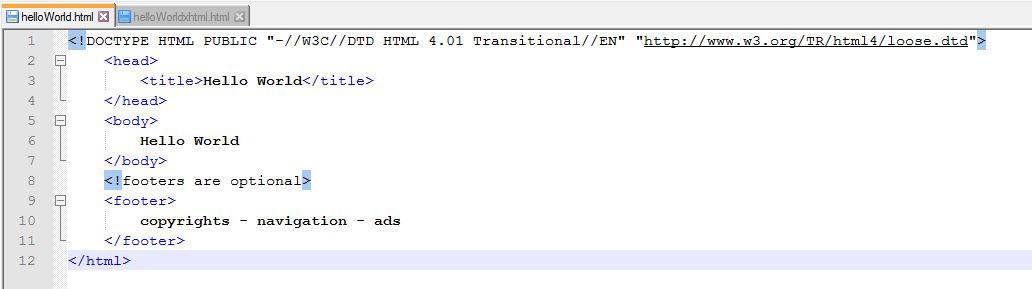 helloWorld.html helloWorldxhtml.html
1 <!DOCTYPE HTML PUBLIC "-//W3C//DTD HTML 4.01 Transitional//EN" "http://www.w3.org/TR/html4/loose.dtd">
2 <head>
3 <title>Hello World</title>
4 </head>
5 <body>
6 Hello World
7 </body>
8 <!footers are optional>
9 <footer>
10 copyrights - navigation - ads
11 </footer>
12 </html>